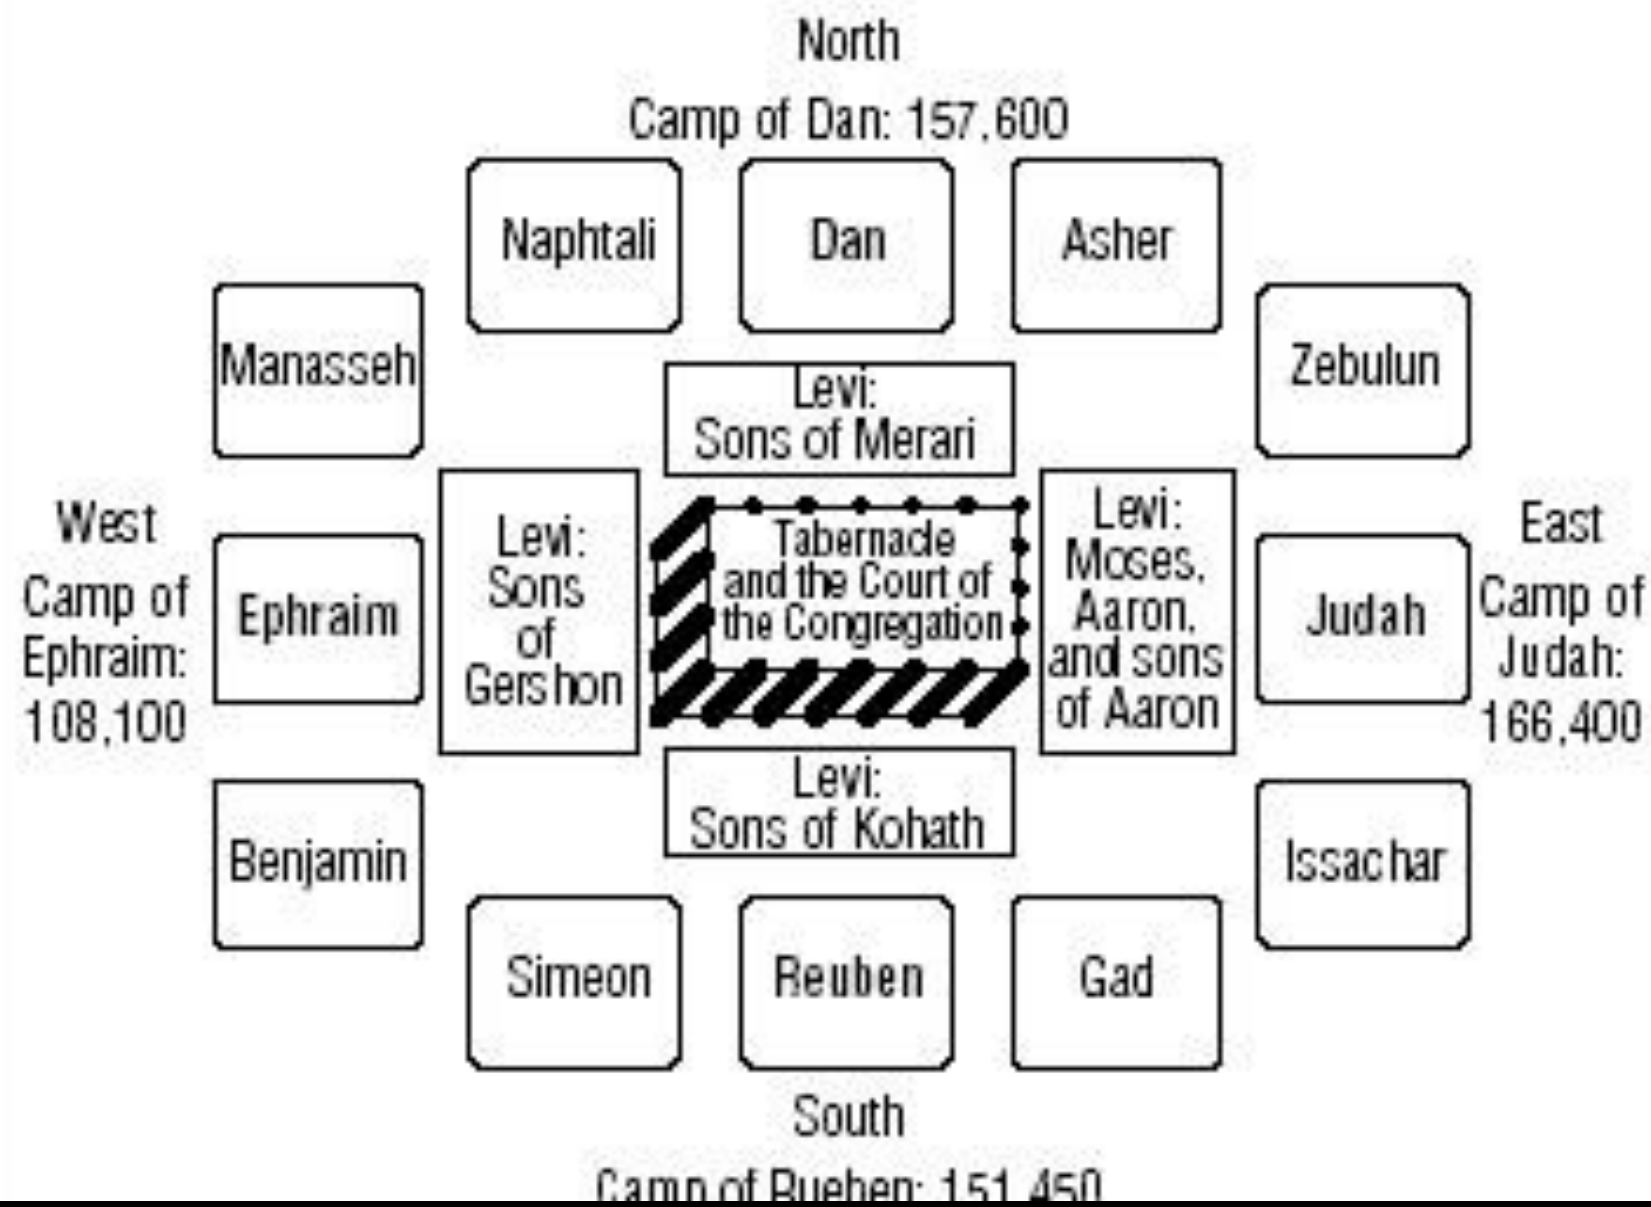 North
Camp of Dan: 157,600
Naphtali
Dan
Asher
Manasseh
Zebulun
Levi:
Sons of Merari
West
Camp of
Ephraim:
108,100
Ephraim
Levi:
Sons
of
Gershon
Tabernacle
and the Court of
the Congregation
Levi:
Moses,
Aaron,
and sons
of Aaron
Judah
East
Camp of
Judah:
166,400
Levi:
Sons of Kohath
Benjamin
Issachar
Simeon
Reuben
Gad
South
Camp of Rueben: 151,450